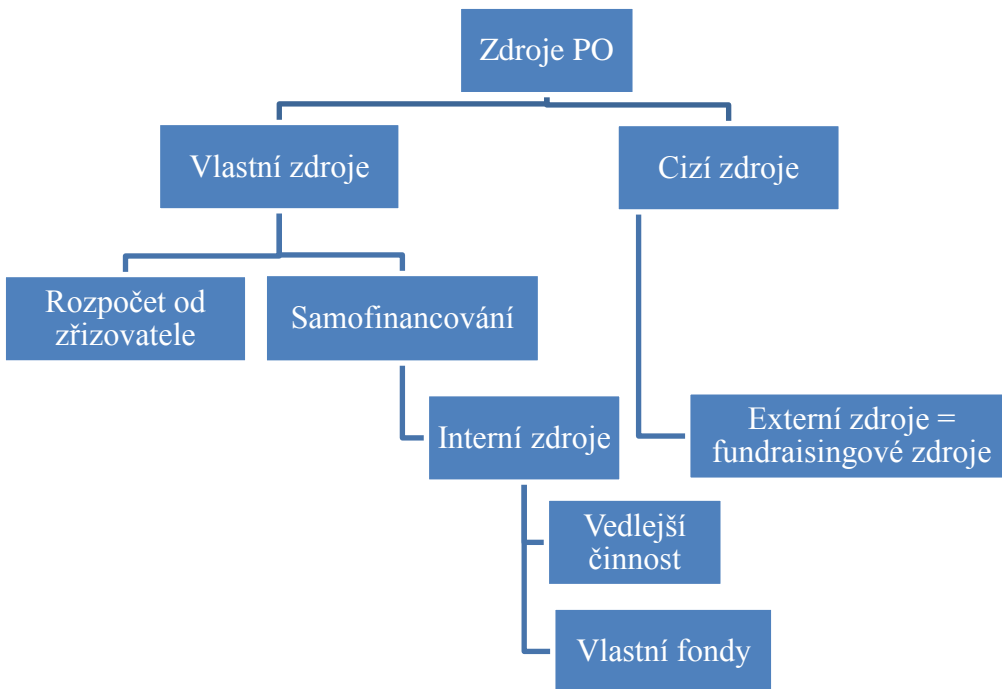 Zdroje PO
Vlastní zdroje
Cizí zdroje
Rozpočet od
zřizovatele
Samofinancování
Interní zdroje
Externí zdroje =
fundraisingové zdroje
Vedlejší
činnost
Vlastní fondy